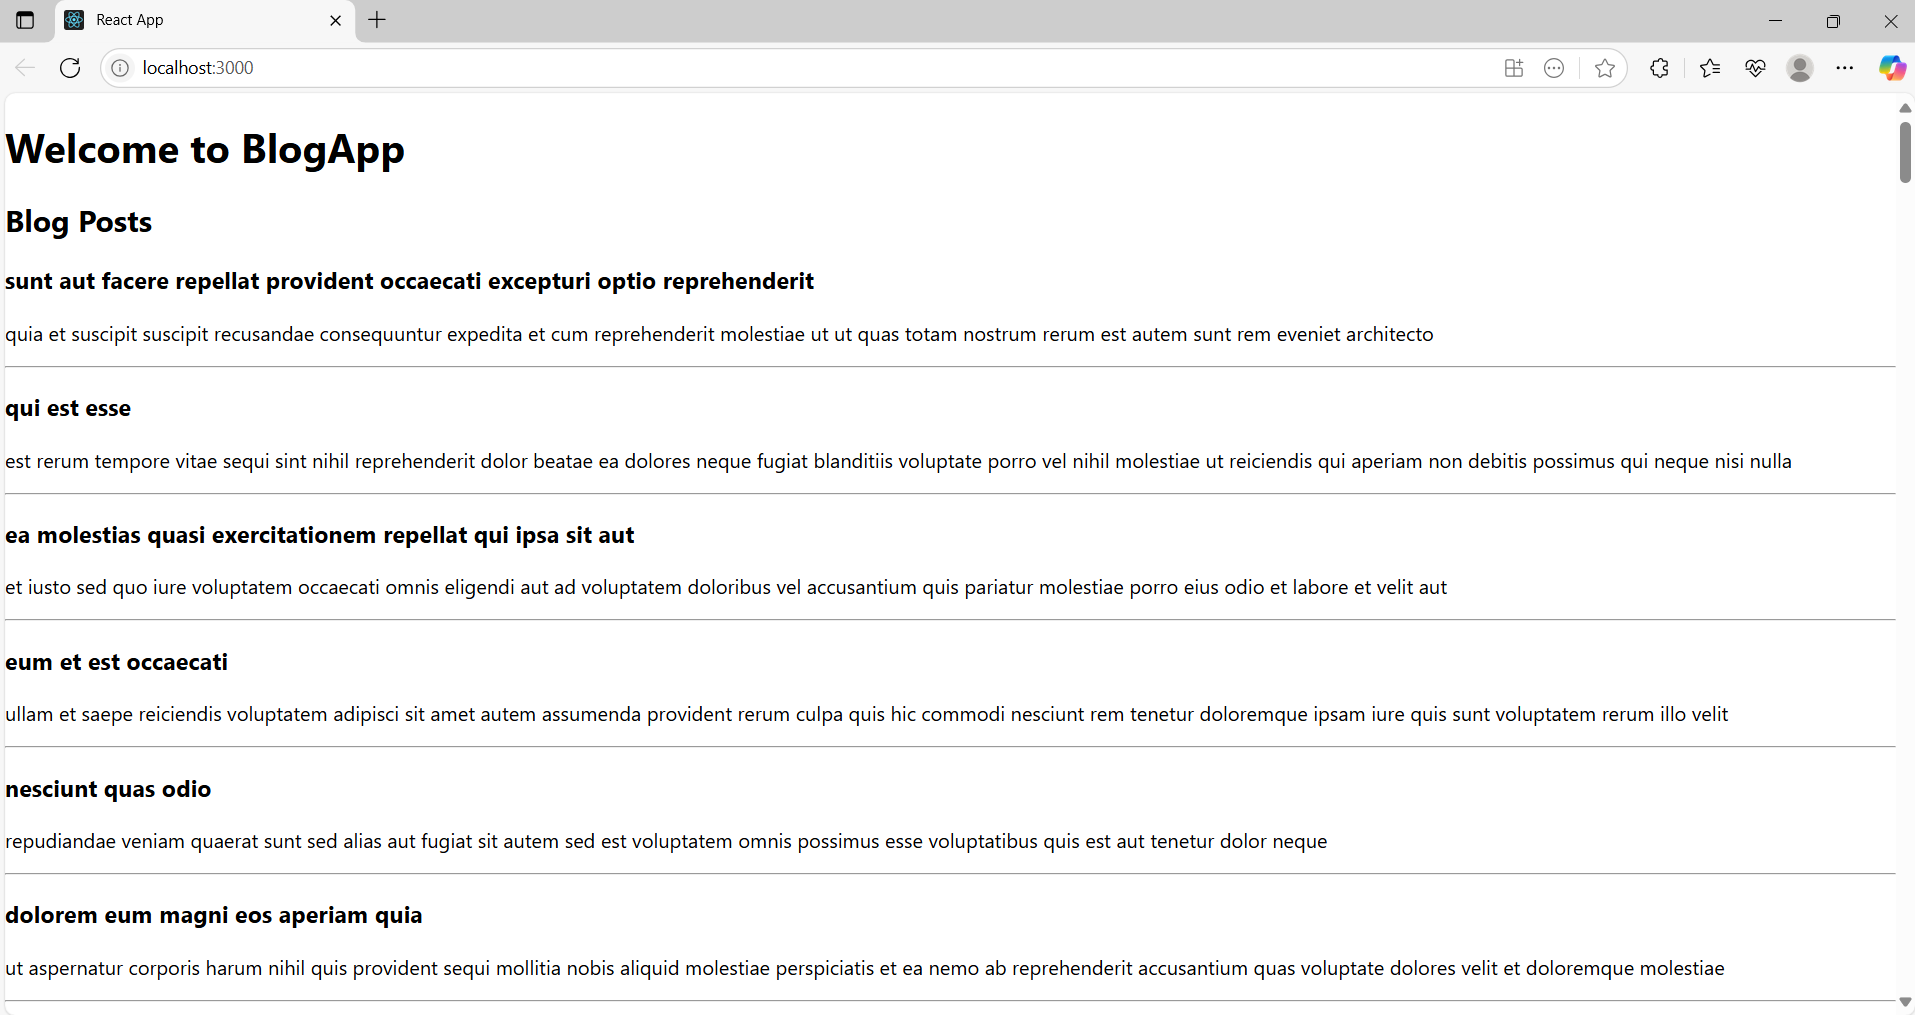 React App
localhost:3000
Welcome to BlogApp
Blog Posts
sunt aut facere repellat provident occaecati excepturi optio reprehenderit
quia et suscipit suscipit recusandae consequuntur expedita et cum reprehenderit molestiae ut ut quas totam nostrum rerum est autem sunt rem eveniet architecto
qui est esse
est rerum tempore vitae sequi sint nihil reprehenderit dolor beatae ea dolores neque fugiat blanditiis voluptate porro vel nihil molestiae ut reiciendis qui aperiam non debitis possimus qui neque nisi nulla
ea molestias quasi exercitationem repellat qui ipsa sit aut
et iusto sed quo iure voluptatem occaecati omnis eligendi aut ad voluptatem doloribus vel accusantium quis pariatur molestiae porro eius odio et labore et velit aut
eum et est occaecati
ullam et saepe reiciendis voluptatem adipisci sit amet autem assumenda provident rerum culpa quis hic commodi nesciunt rem tenetur doloremque ipsam iure quis sunt voluptatem rerum illo velit
nesciunt quas odio
repudiandae veniam quaerat sunt sed alias aut fugiat sit autem sed est voluptatem omnis possimus esse voluptatibus quis est aut tenetur dolor neque
dolorem eum magni eos aperiam quia
ut aspernatur corporis harum nihil quis provident sequi mollitia nobis aliquid molestiae perspiciatis et ea nemo ab reprehenderit accusantium quas voluptate dolores velit et doloremque molestiae